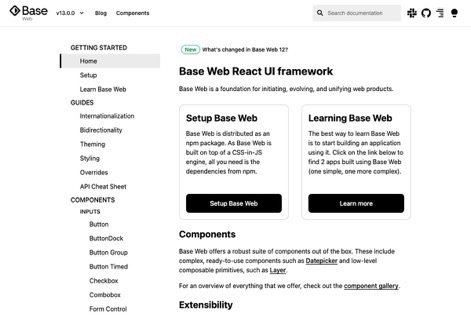 Base
Web
v13.0.0
Blog
Components
Search documentation
GETTING STARTED
Home
Setup
Learn Base Web
GUIDES
Internationalization
Bidirectionality
Theming
Styling
Overrides
API Cheat Sheet
COMPONENTS
INPUTS
Button
ButtonDock
Button Group
Button Timed
Checkbox
Combobox
Form Control
New What's changed in Base Web 12?
Base Web React UI framework
Base Web is a foundation for initiating, evolving, and unifying web products.
Setup Base Web
Base Web is distributed as an
npm package. As Base Web is
built on top of a CSS-in-JS
engine, all you need is the
dependencies from npm.
Setup Base Web
Learning Base Web
The best way to learn Base Web
is to start building an application
using it. Click on the link below to
find 2 apps built using Base Web
(one simple, one more complex).
Learn more
Components
Base Web offers a robust suite of components out of the box. These include
complex, ready-to-use components such as Datepicker and low-level
composable primitives, such as Layer.
For an overview of everything that we offer, check out the component gallery.
Extensibility